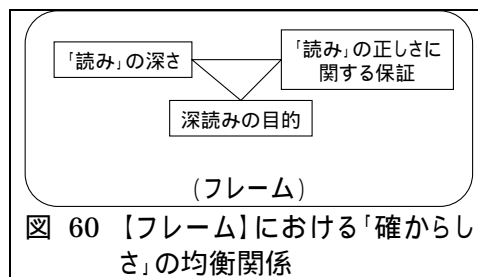 「読み」の深さ
「読み」の正しさに
関する保証
深読みの目的
(フレーム)
図 60 【フレーム】における「確からし
さ」の均衡関係